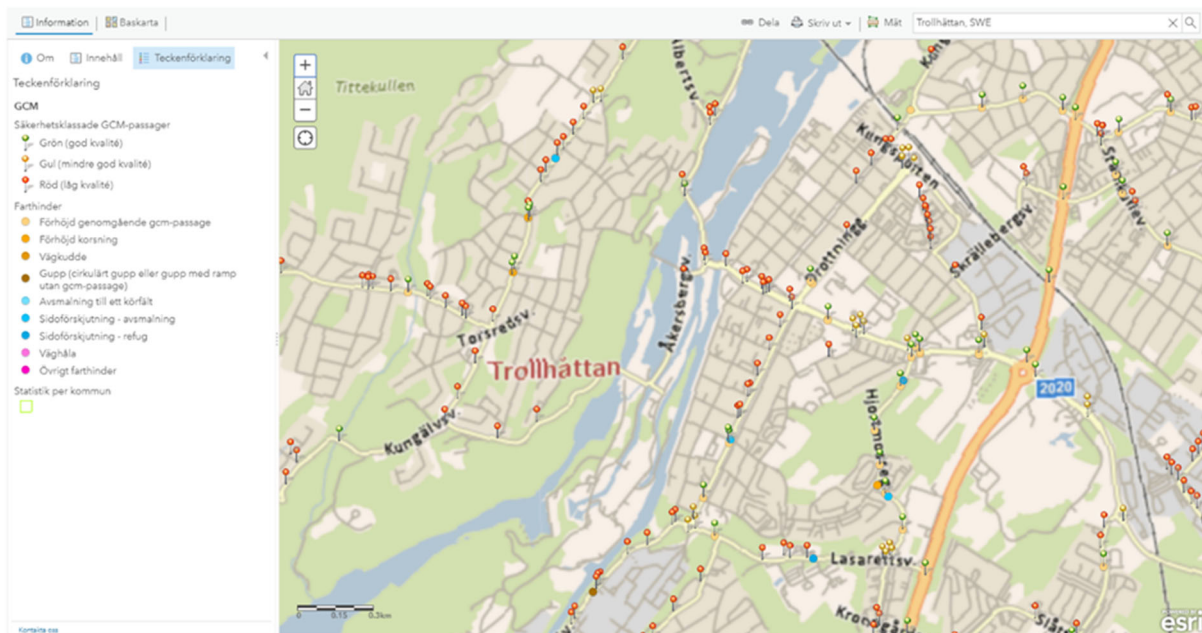 Information
Baskarta
Dela
Skriv ut
Mät
Trollhättan, SWE
Om
Innehåll
Teckenförklaring
Teckenförklaring
GCM
Säkerhetsklassade GCM-passager
Grön (god kvalité)
Gul (mindre god kvalité)
Röd (låg kvalité)
Farthinder
Förhöjd genomgående gcm-passage
Förhöjd korsning
Vägkudde
Gupp (cirkulärt gupp eller gupp med ramp
utan gcm-passage)
Avsmalning till ett körfält
Sidoförskjutning - avsmalning
Sidoförskjutning - refug
Väghåla
Övrigt farthinder
Statistik per kommun
Kontakta oss
Tittekullen
Albertsv.
Kungsporten
Skrällebergsv.
Drottningg
Åkersbergv.
Torsredsv.
Trollhättan
2020
Kungälvsv.
Lasarettsv.
0 0.15 0.3km
esri